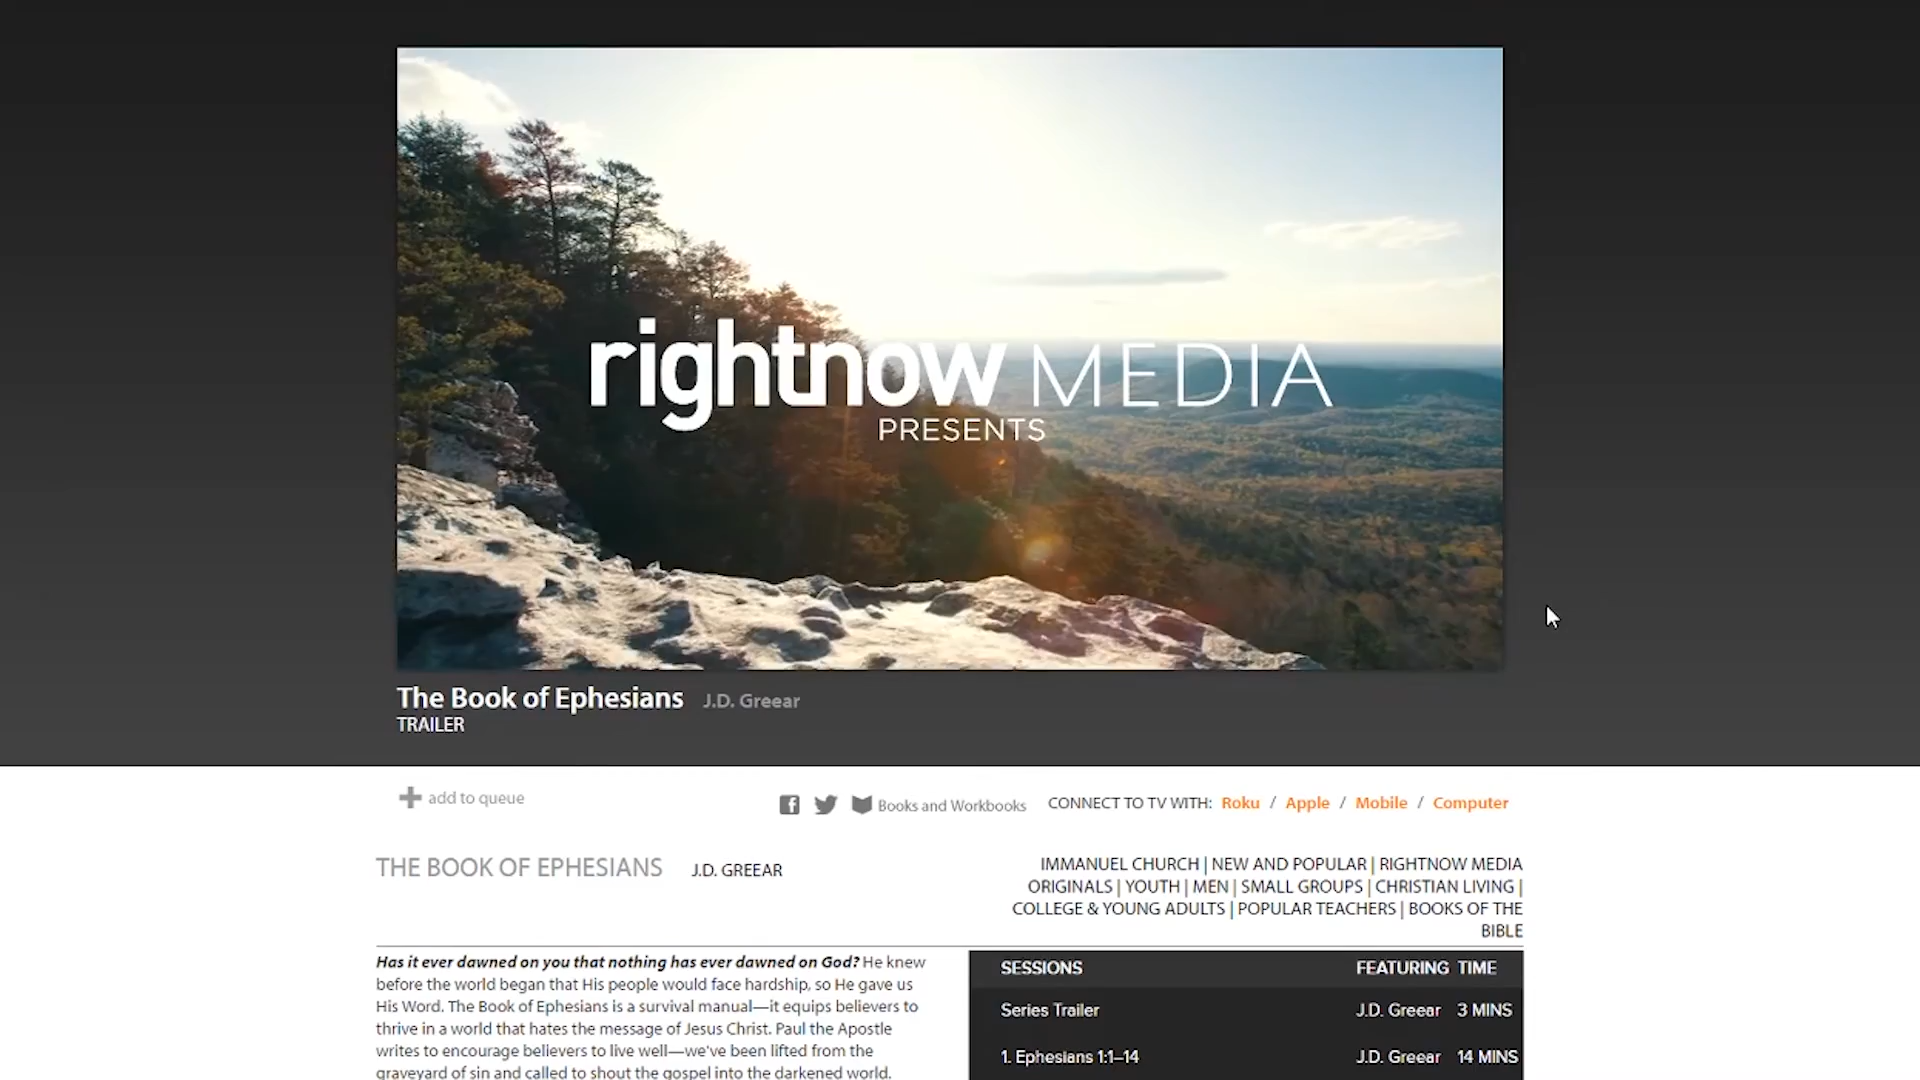 rightnow MEDIA
PRESENTS
The Book of Ephesians J.D. Greear
TRAILER
add to queue
Books and Workbooks
CONNECT TO TV WITH: Roku / Apple / Mobile / Computer
THE BOOK OF EPHESIANS J.D. GREEAR
IMMANUEL CHURCH | NEW AND POPULAR | RIGHTNOW MEDIA
ORIGINALS | YOUTH | MEN | SMALL GROUPS | CHRISTIAN LIVING |
COLLEGE & YOUNG ADULTS | POPULAR TEACHERS | BOOKS OF THE
BIBLE
Has it ever dawned on you that nothing has ever dawned on God? He knew
before the world began that His people would face hardship, so He gave us
His Word. The Book of Ephesians is a survival manual—it equips believers to
thrive in a world that hates the message of Jesus Christ. Paul the Apostle
writes to encourage believers to live well—we've been lifted from the
graveyard of sin and called to shout the gospel into the darkened world.
SESSIONS FEATURING TIME
Series Trailer J.D. Greear 3 MINS
1. Ephesians 1:1–14 J.D. Greear 14 MINS